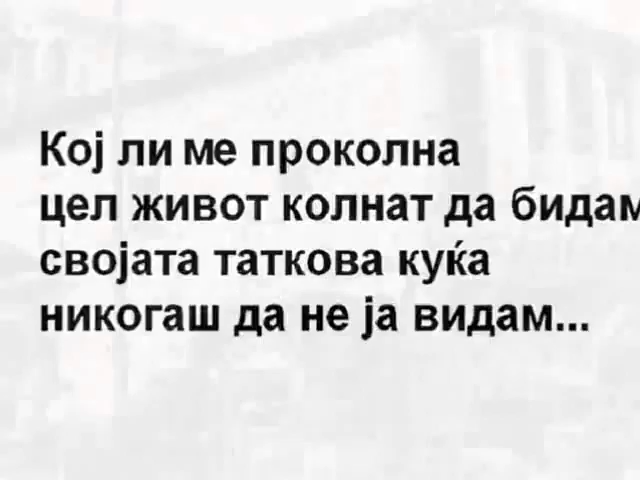 Кој ли ме проколна
цел живот колнат да бидам
својата таткова куќа
никогаш да не ја видам...